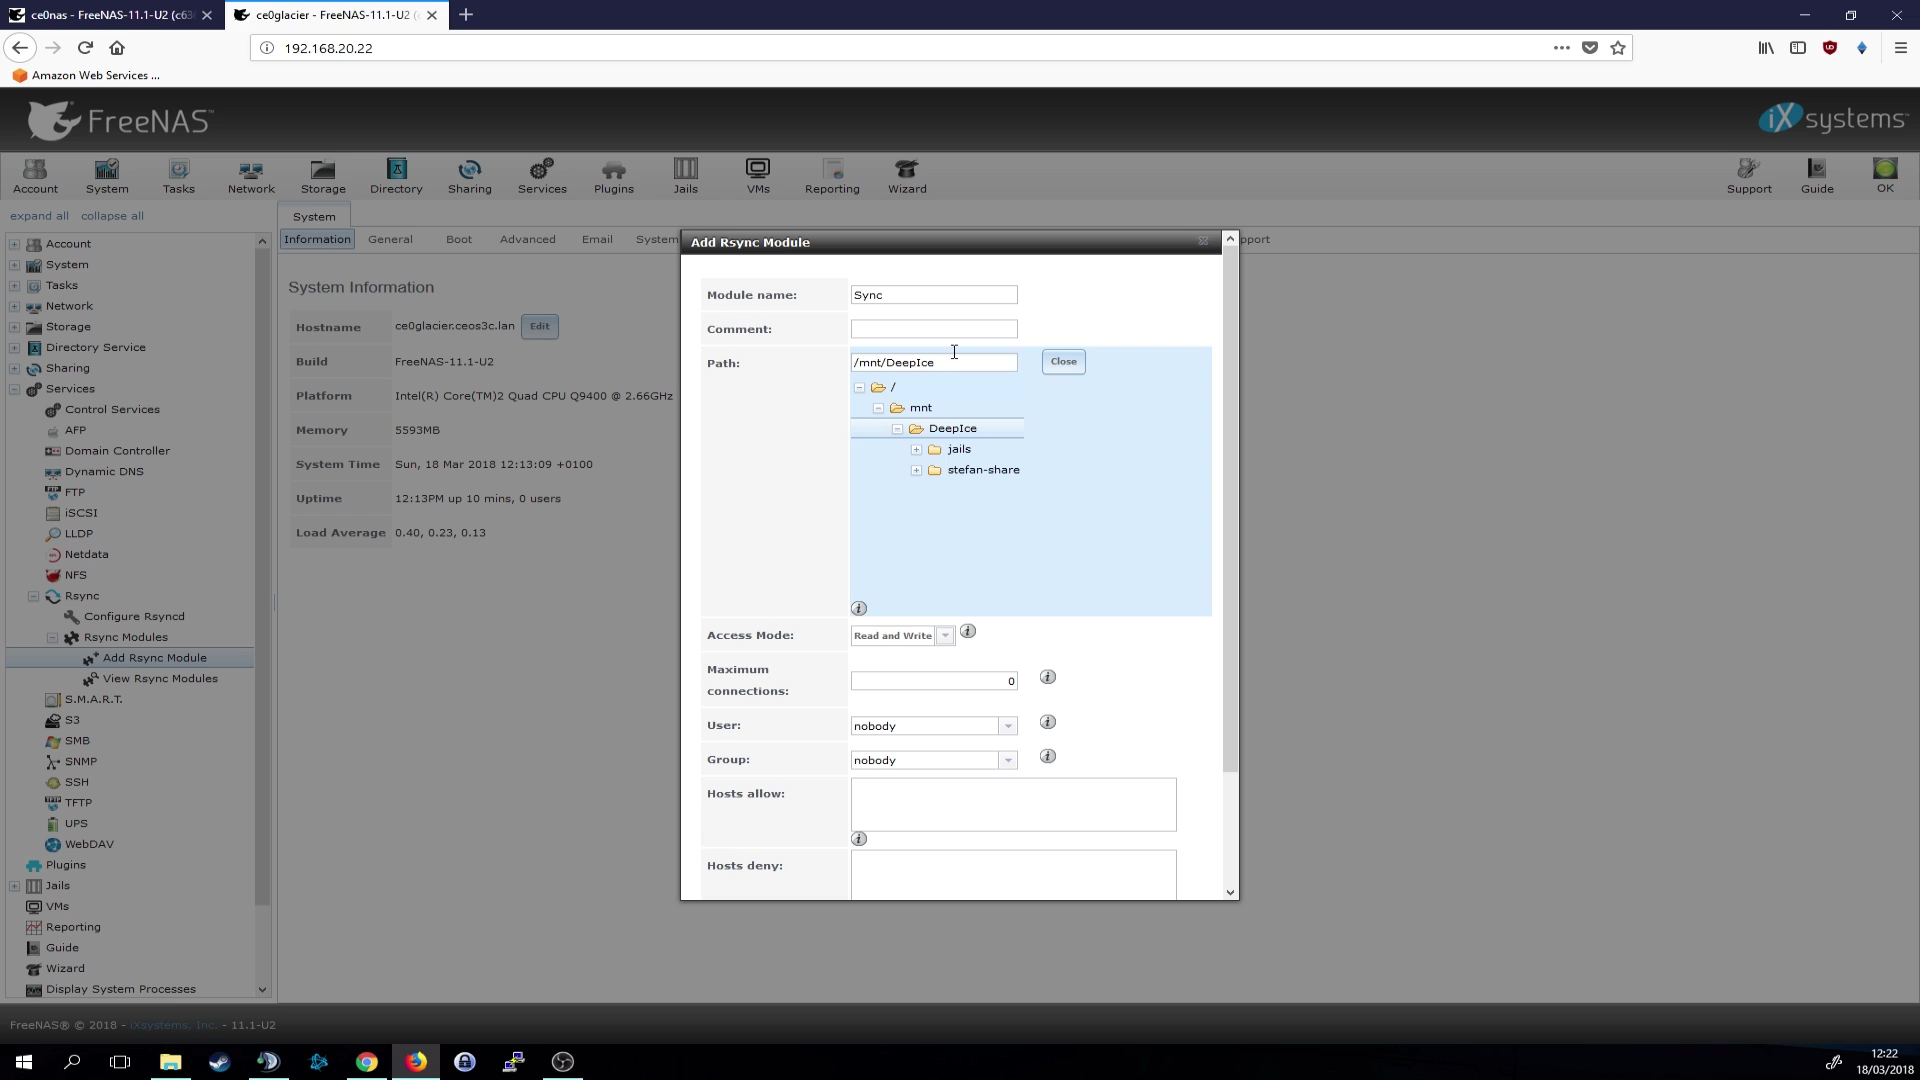 ce0nas - FreeNAS-11.1-U2 (c63
ce0glacier - FreeNAS-11.1-U2 (
192.168.20.22
Amazon Web Services ...
FreeNAS™
iXsystems™
Account
System
Tasks
Network
Storage
Directory
Sharing
Services
Plugins
Jails
VMs
Reporting
Wizard
Support
Guide
OK
expand all collapse all
Account
System
Tasks
Network
Storage
Directory Service
Sharing
Services
Control Services
AFP
Domain Controller
Dynamic DNS
FTP
iSCSI
LLDP
Netdata
NFS
Rsync
Configure Rsyncd
Rsync Modules
Add Rsync Module
View Rsync Modules
S.M.A.R.T.
S3
SMB
SNMP
SSH
TFTP
UPS
WebDAV
Plugins
Jails
VMs
Reporting
Guide
Wizard
Display System Processes
System
Information General Boot Advanced Email System pport
System Information
Hostname ce0glacier.ceos3c.lan Edit
Build FreeNAS-11.1-U2
Platform Intel(R) Core(TM)2 Quad CPU Q9400 @ 2.66GHz
Memory 5593MB
System Time Sun, 18 Mar 2018 12:13:09 +0100
Uptime 12:13PM up 10 mins, 0 users
Load Average 0.40, 0.23, 0.13
Add Rsync Module
Module name: Sync
Comment:
Path: /mnt/DeepIce Close
/
mnt
DeepIce
jails
stefan-share
Access Mode: Read and Write
Maximum
connections: 0
User: nobody
Group: nobody
Hosts allow:
Hosts deny:
FreeNAS® © 2018 - iXsystems, Inc. - 11.1-U2
12:22
18/03/2018